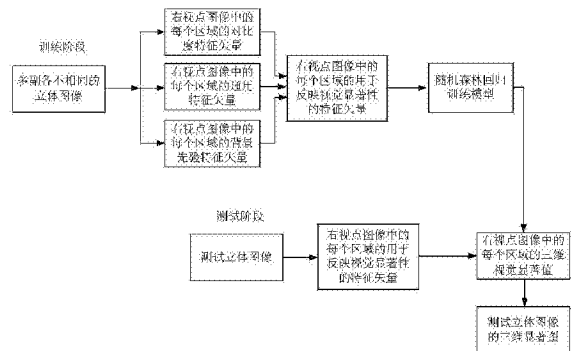 训练阶段
多副各不相同的
立体图像
右视点图像中的
每个区域的对比
度特征矢量
右视点图像中的
每个区域的通光
特征矢量
右视点图像中的
每个区域的背景
先验特征矢量
右视点图像中的
每个区域的用于
反映视觉显著性
的特征矢量
随机森林回归
训练模型
测试阶段
测试立体图像
右视点图像中的
每个区域的用于
反映视觉显著性
的特征矢量
右视点图像中的
每个区域的三维
视觉显著值
测试立体图像
的三维显著图